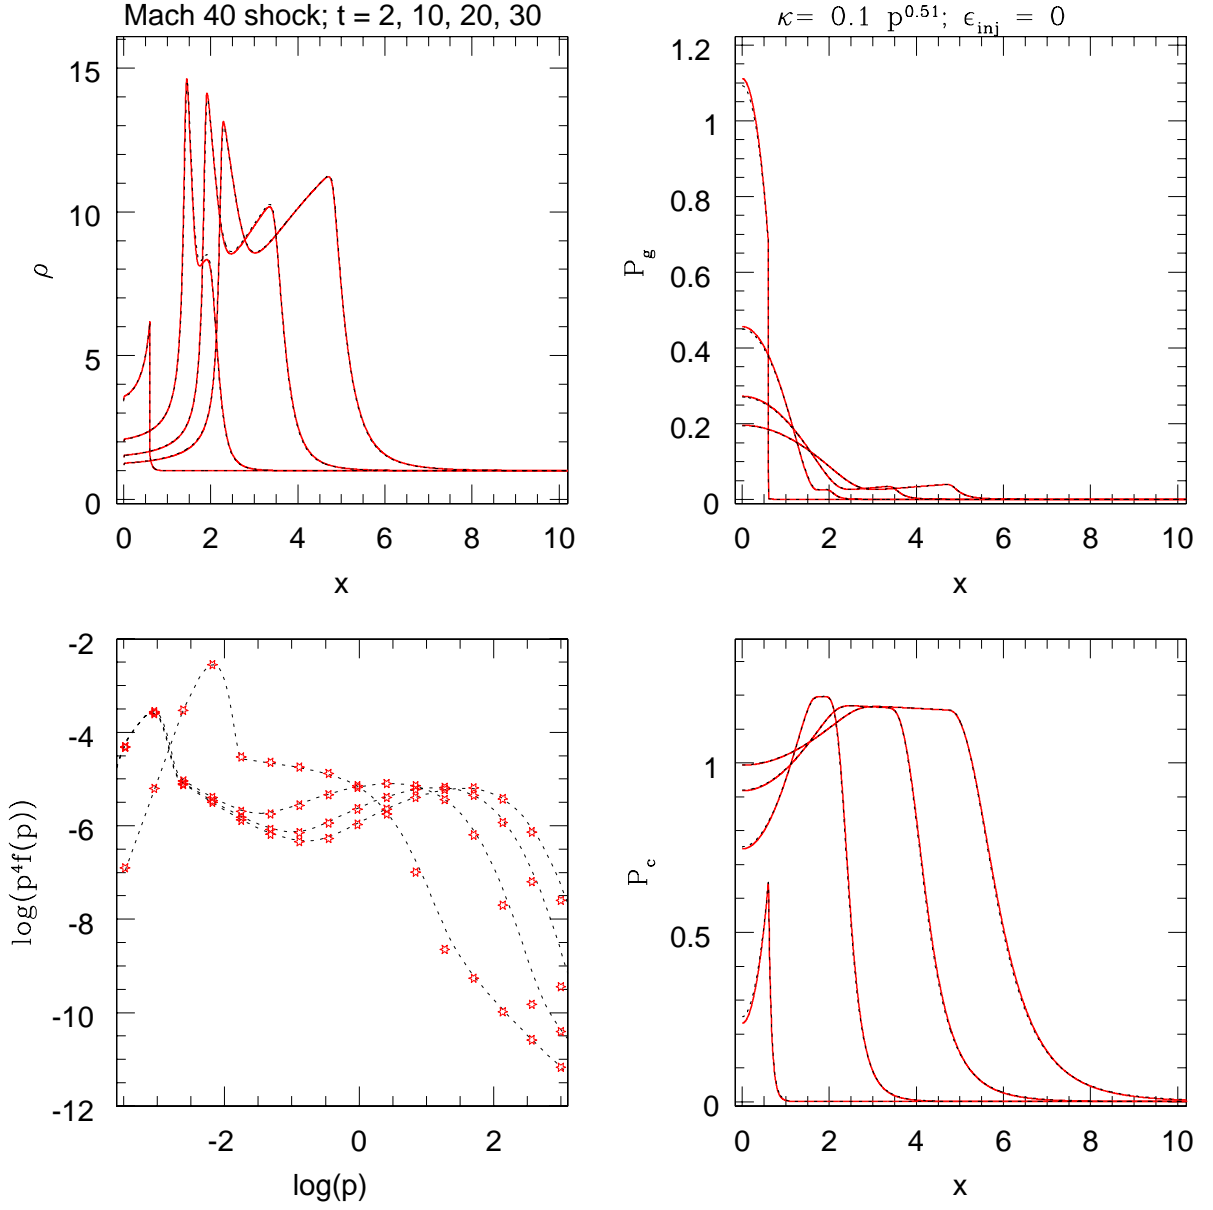 Mach 40 shock; t = 2, 10, 20, 30
κ= 0.1 p^0.51; ϵ_inj = 0
15
10
5
0
ρ
0 2 4 6 8 10
x
1.2
1
0.8
0.6
0.4
0.2
0
P_g
0 2 4 6 8 10
x
-2
-4
-6
-8
-10
-12
log(p⁴f(p))
-2 0 2
log(p)
1
0.5
0
P_c
0 2 4 6 8 10
x